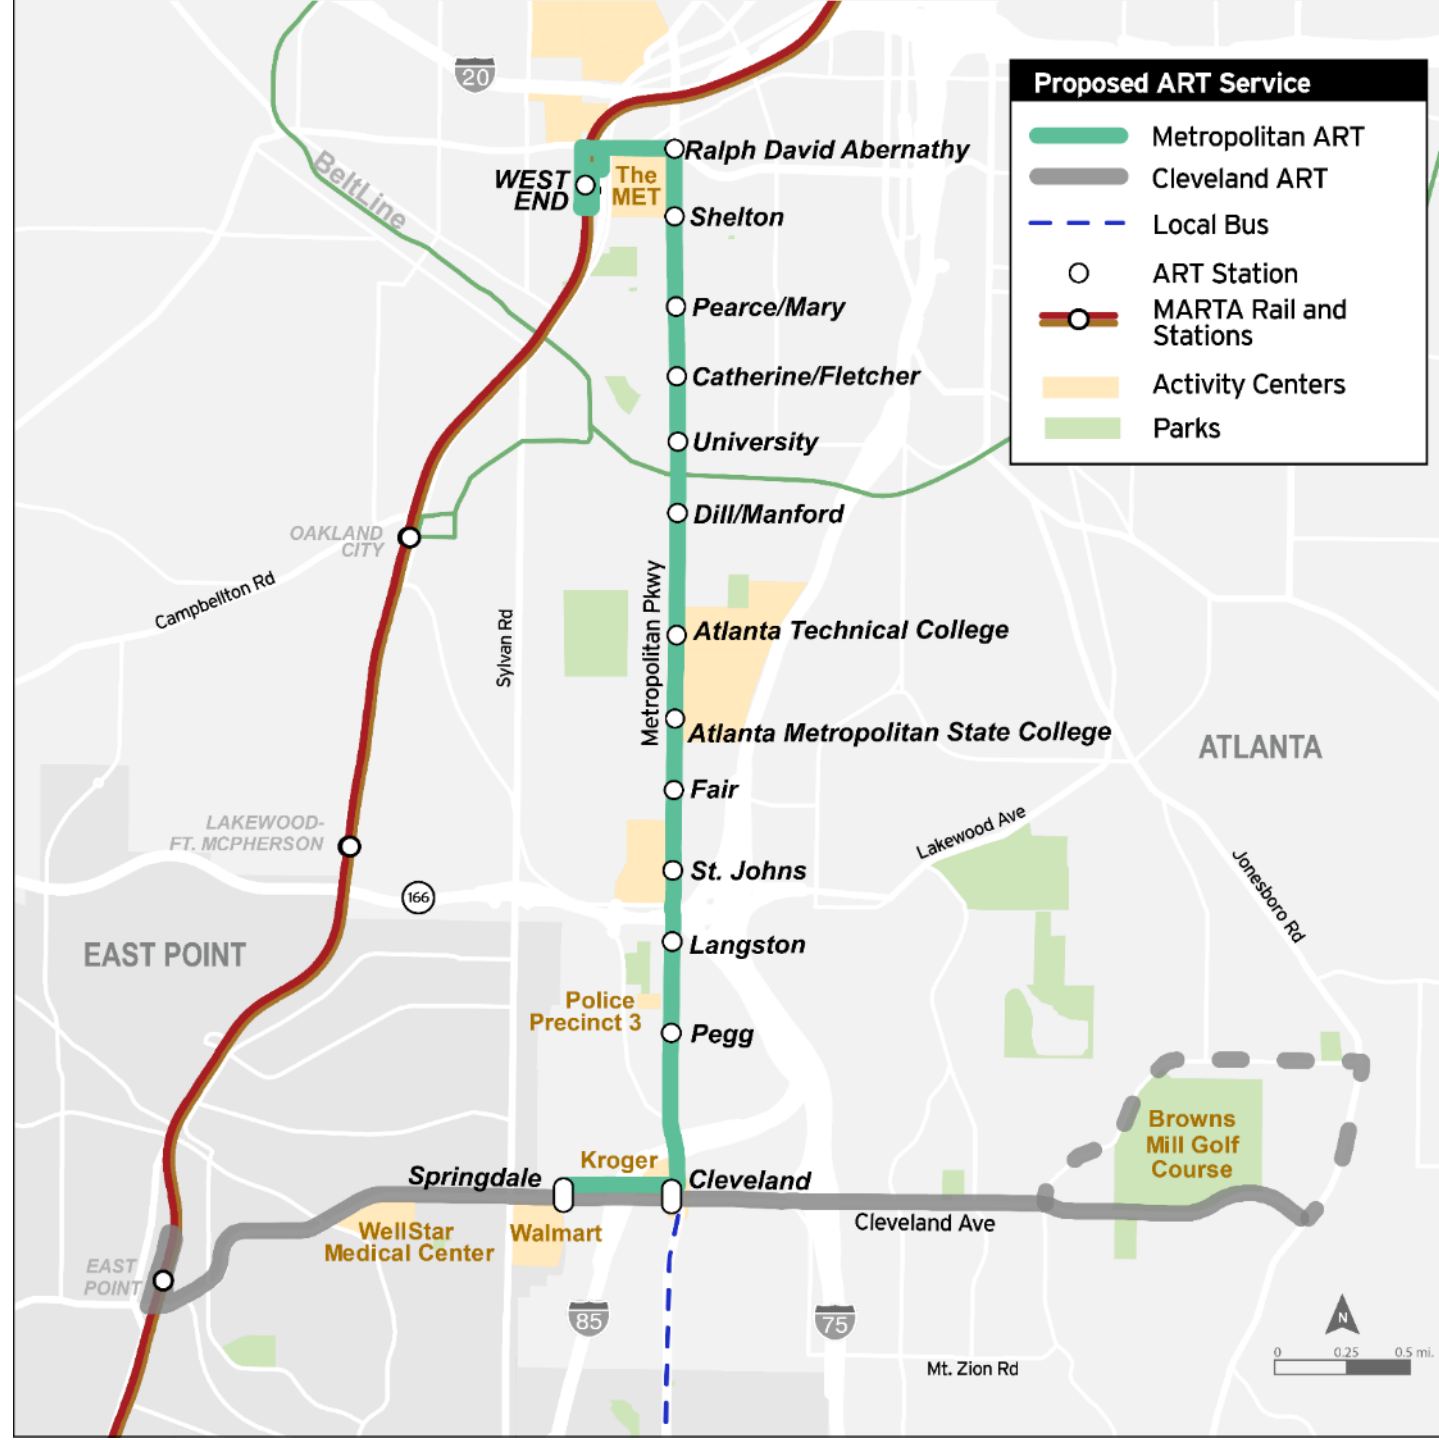 20
Proposed ART Service
Metropolitan ART
Cleveland ART
Local Bus
ART Station
MARTA Rail and
Stations
Activity Centers
Parks
BeltLine
Ralph David Abernathy
WEST
END
The
MET
Shelton
Pearce/Mary
Catherine/Fletcher
University
Dill/Manford
OAKLAND
CITY
Campbellton Rd
Sylvan Rd
Metropolitan Pkwy
Atlanta Technical College
Atlanta Metropolitan State College
ATLANTA
Fair
LAKEWOOD-
FT. MCPHERSON
Lakewood Ave
St. Johns
Jonesboro Rd
166
EAST POINT
Langston
Police
Precinct 3
Pegg
Browns
Mill Golf
Course
Kroger
Springdale
Cleveland
Cleveland Ave
WellStar
Medical Center
Walmart
EAST
POINT
85
75
N
0 0.25 0.5 mi.
Mt. Zion Rd